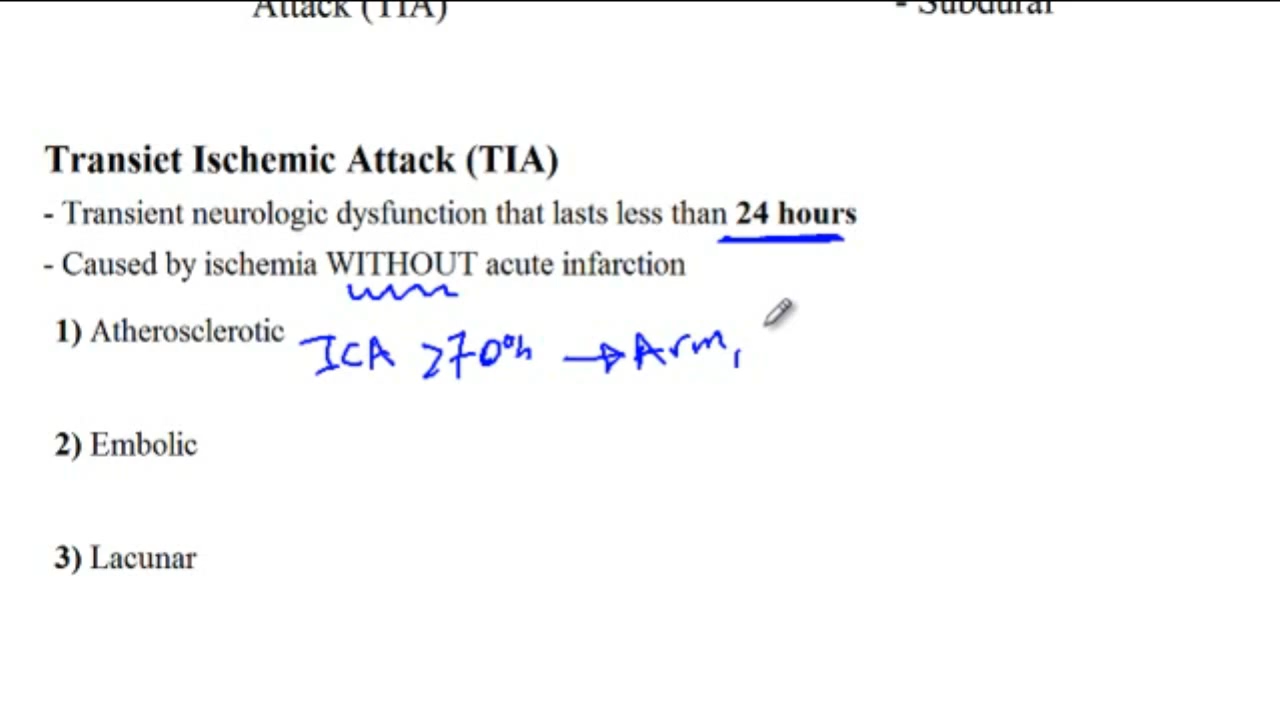 Attack (TIA)
- Subdural
Transiet Ischemic Attack (TIA)
- Transient neurologic dysfunction that lasts less than 24 hours
- Caused by ischemia WITHOUT acute infarction
1) Atherosclerotic ICA >70% → Arm,
2) Embolic
3) Lacunar